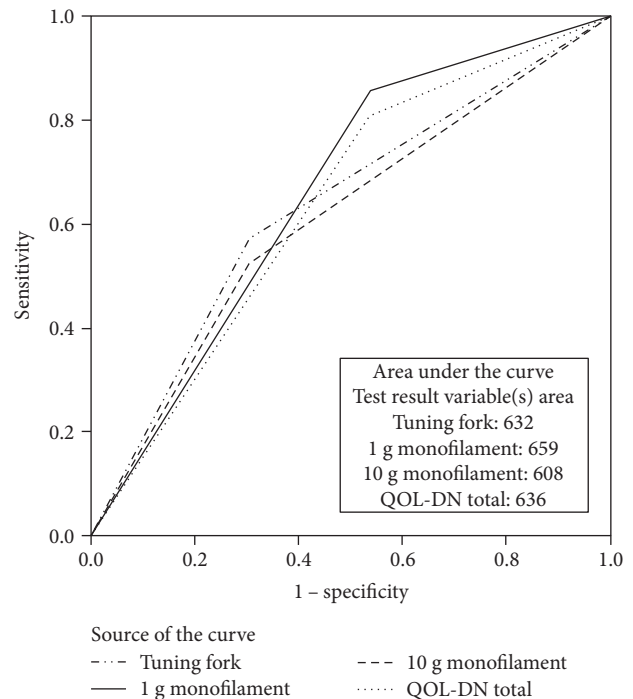 1.0
0.8
0.6
0.4
0.2
0.0
Sensitivity
Area under the curve
Test result variable(s) area
Tuning fork: 632
1 g monofilament: 659
10 g monofilament: 608
QOL-DN total: 636
0.0 0.2 0.4 0.6 0.8 1.0
1 – specificity
Source of the curve
Tuning fork 10 g monofilament
1 g monofilament QOL-DN total